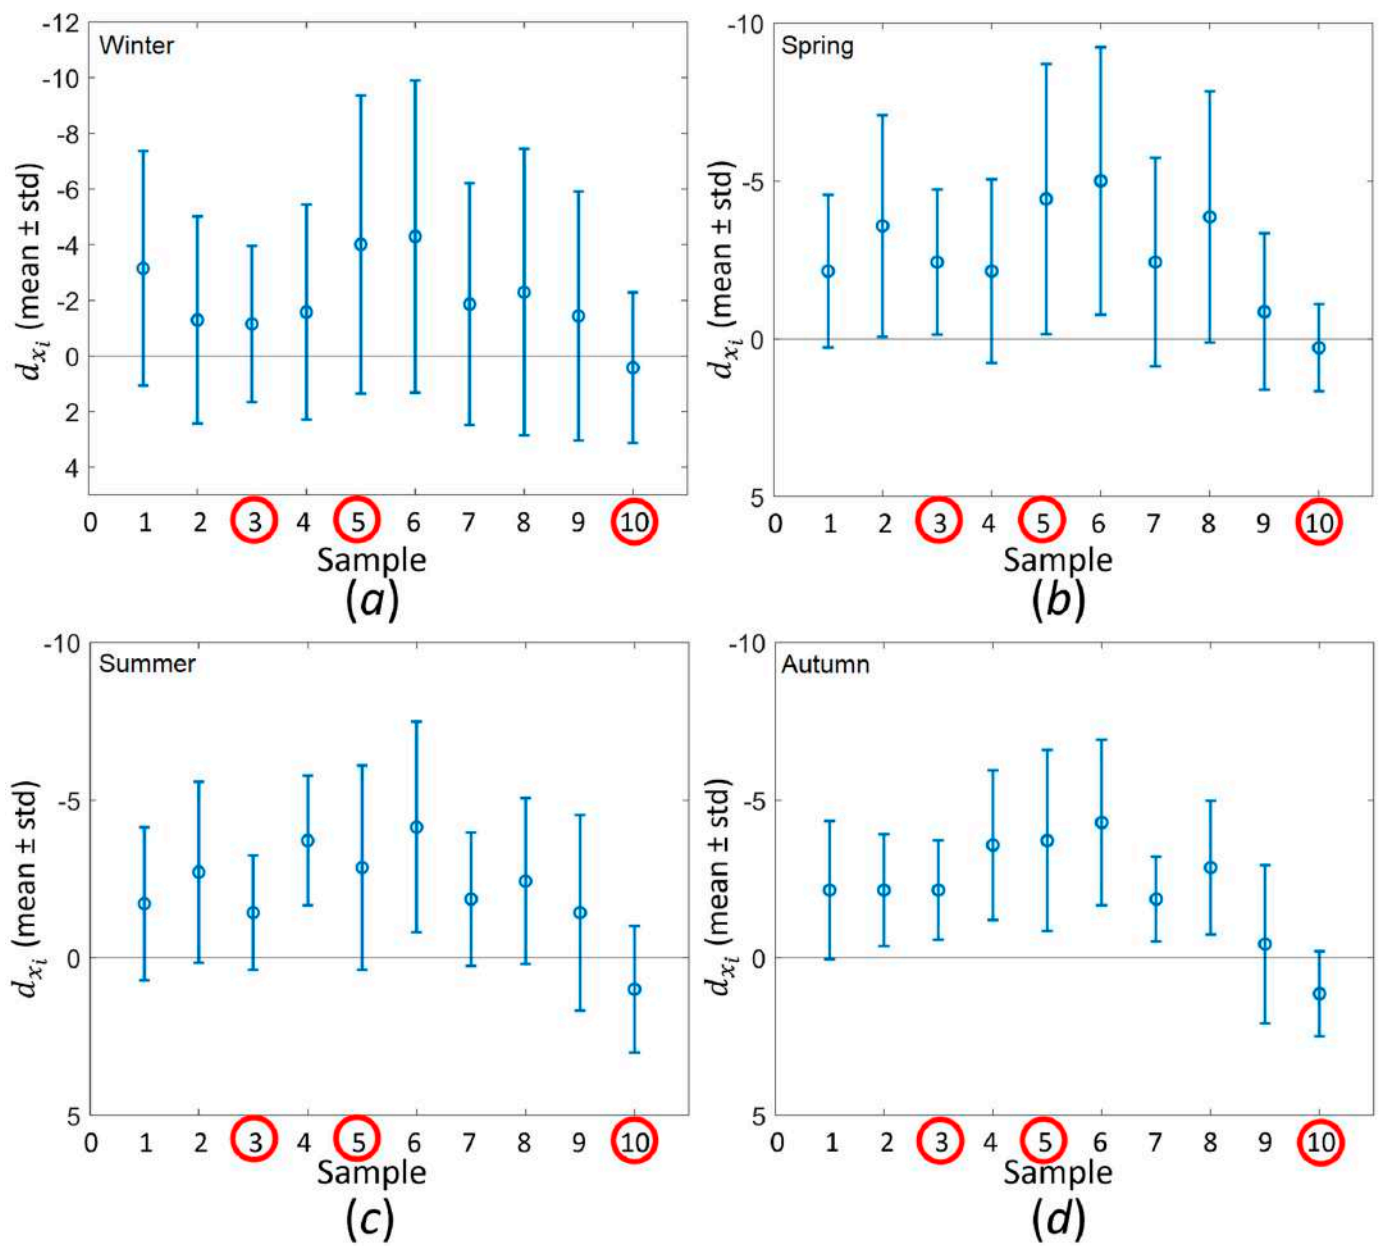 Winter
-12
-10
-8
-6
-4
-2
0
2
4
d_{x_i} (mean ± std)
0 1 2 3 4 5 6 7 8 9 10
Sample
(a)
Spring
-10
-5
0
5
d_{x_i} (mean ± std)
0 1 2 3 4 5 6 7 8 9 10
Sample
(b)
Summer
-10
-5
0
5
d_{x_i} (mean ± std)
0 1 2 3 4 5 6 7 8 9 10
Sample
(c)
Autumn
-10
-5
0
5
d_{x_i} (mean ± std)
0 1 2 3 4 5 6 7 8 9 10
Sample
(d)